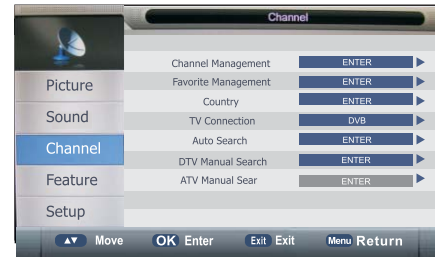 Channel
Channel Management ENTER
Favorite Management ENTER
Country ENTER
TV Connection DVB
Auto Search ENTER
DTV Manual Search ENTER
ATV Manual Sear ENTER
Picture
Sound
Channel
Feature
Setup
Move OK Enter Exit Exit Menu Return